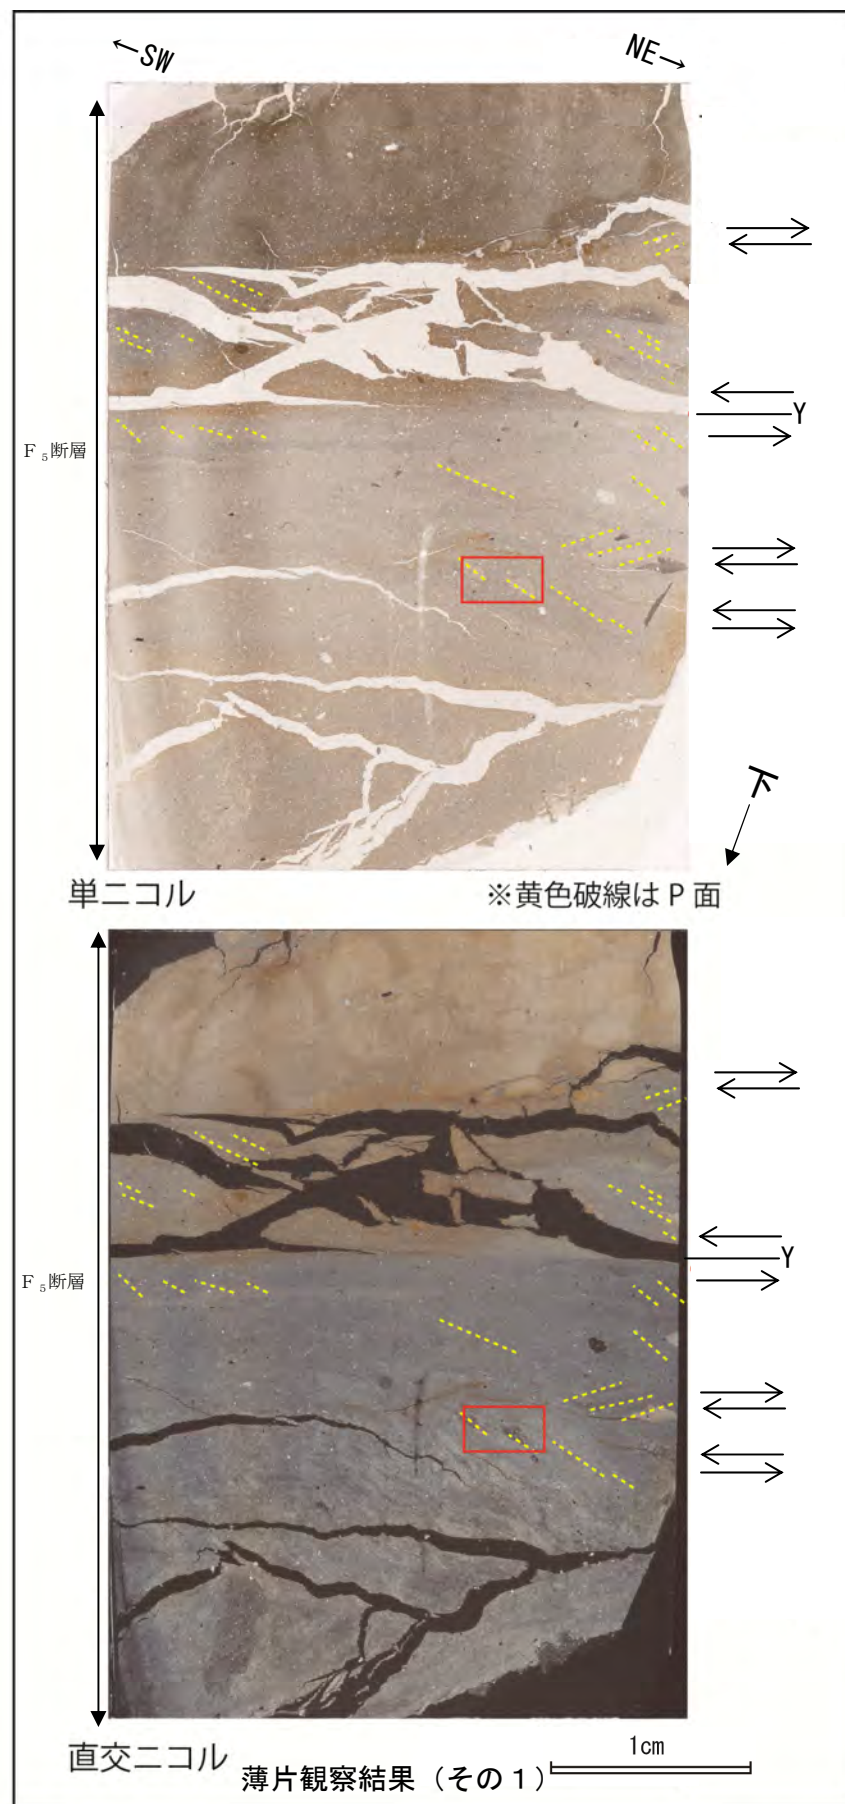 ←SW
NE→
Y
F₅断層
下
単ニコル
※黄色破線は P 面
Y
F₅断層
直交ニコル
薄片観察結果（その１）
1cm